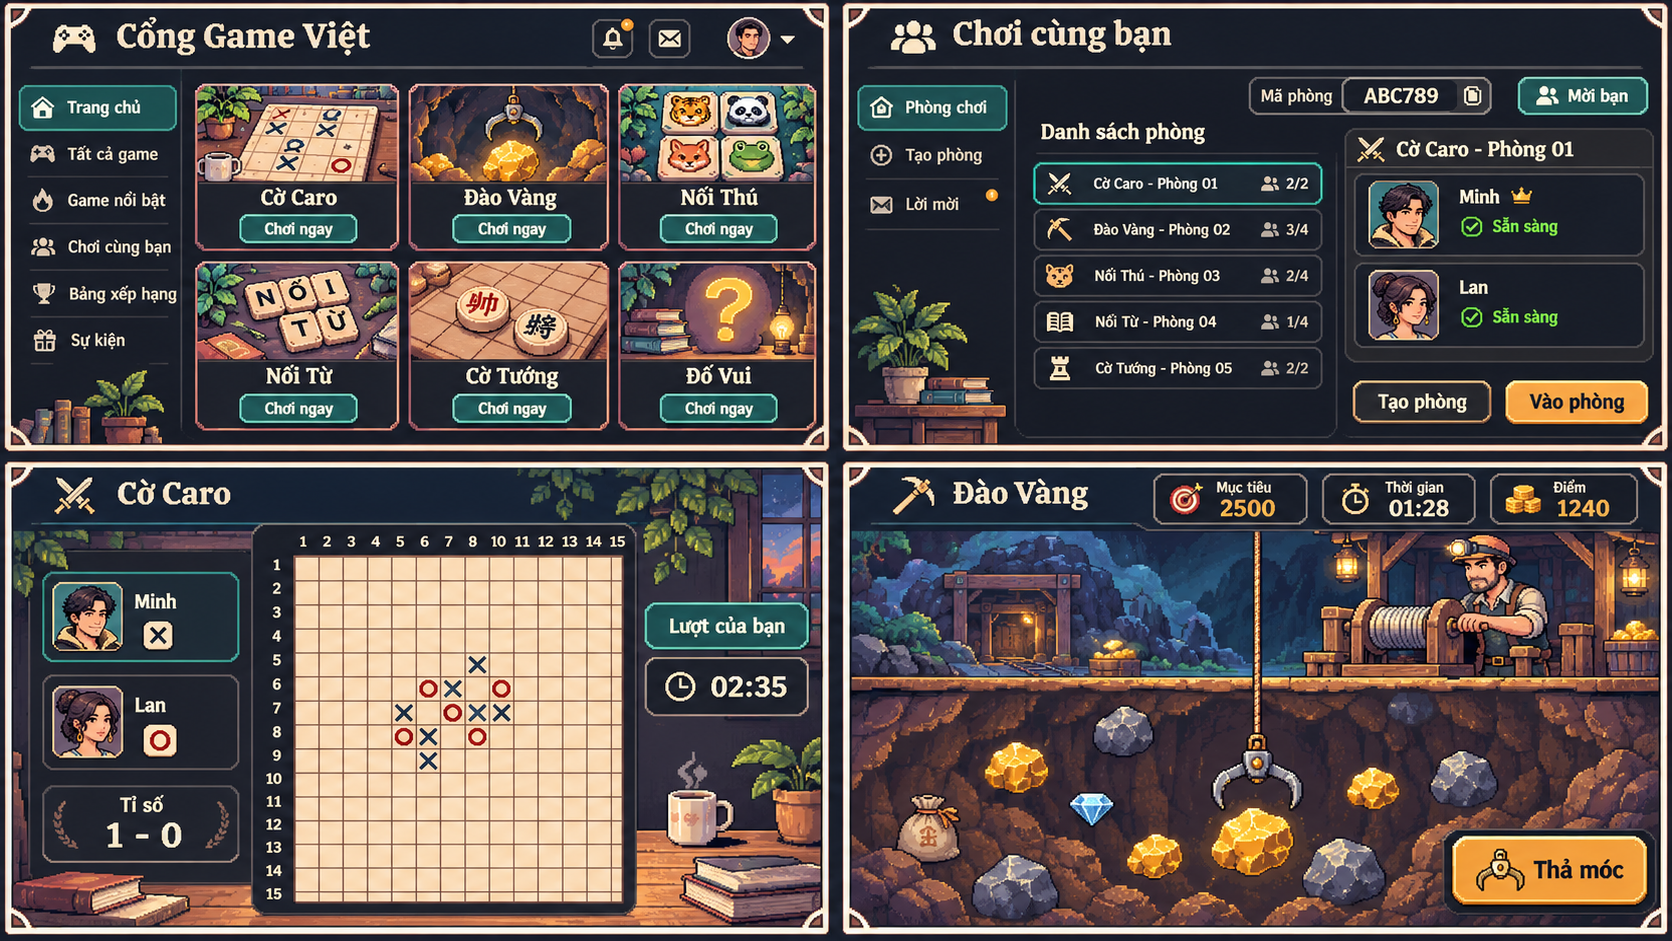 Cổng Game Việt
Trang chủ
Tất cả game
Game nổi bật
Chơi cùng bạn
Bảng xếp hạng
Sự kiện
Cờ Caro
Chơi ngay
Đào Vàng
Chơi ngay
Nối Thú
Chơi ngay
N Ố I
T Ừ
Nối Từ
Chơi ngay
帅
將
Cờ Tướng
Chơi ngay
?
Đố Vui
Chơi ngay
Chơi cùng bạn
Phòng chơi
Tạo phòng
Lời mời
Mã phòng ABC789
Mời bạn
Danh sách phòng
Cờ Caro - Phòng 01 2/2
Đào Vàng - Phòng 02 3/4
Nối Thú - Phòng 03 2/4
Nối Từ - Phòng 04 1/4
Cờ Tướng - Phòng 05 2/2
Cờ Caro - Phòng 01
Minh
Sẵn sàng
Lan
Sẵn sàng
Tạo phòng
Vào phòng
Cờ Caro
Minh
Lan
Tỉ số
1 - 0
1 2 3 4 5 6 7 8 10 11 12 13 14 15
1
2
3
4
5
6
7
8
9
10
11
12
13
14
15
Lượt của bạn
02:35
Đào Vàng
Mục tiêu
2500
Thời gian
01:28
Điểm
1240
Thả móc